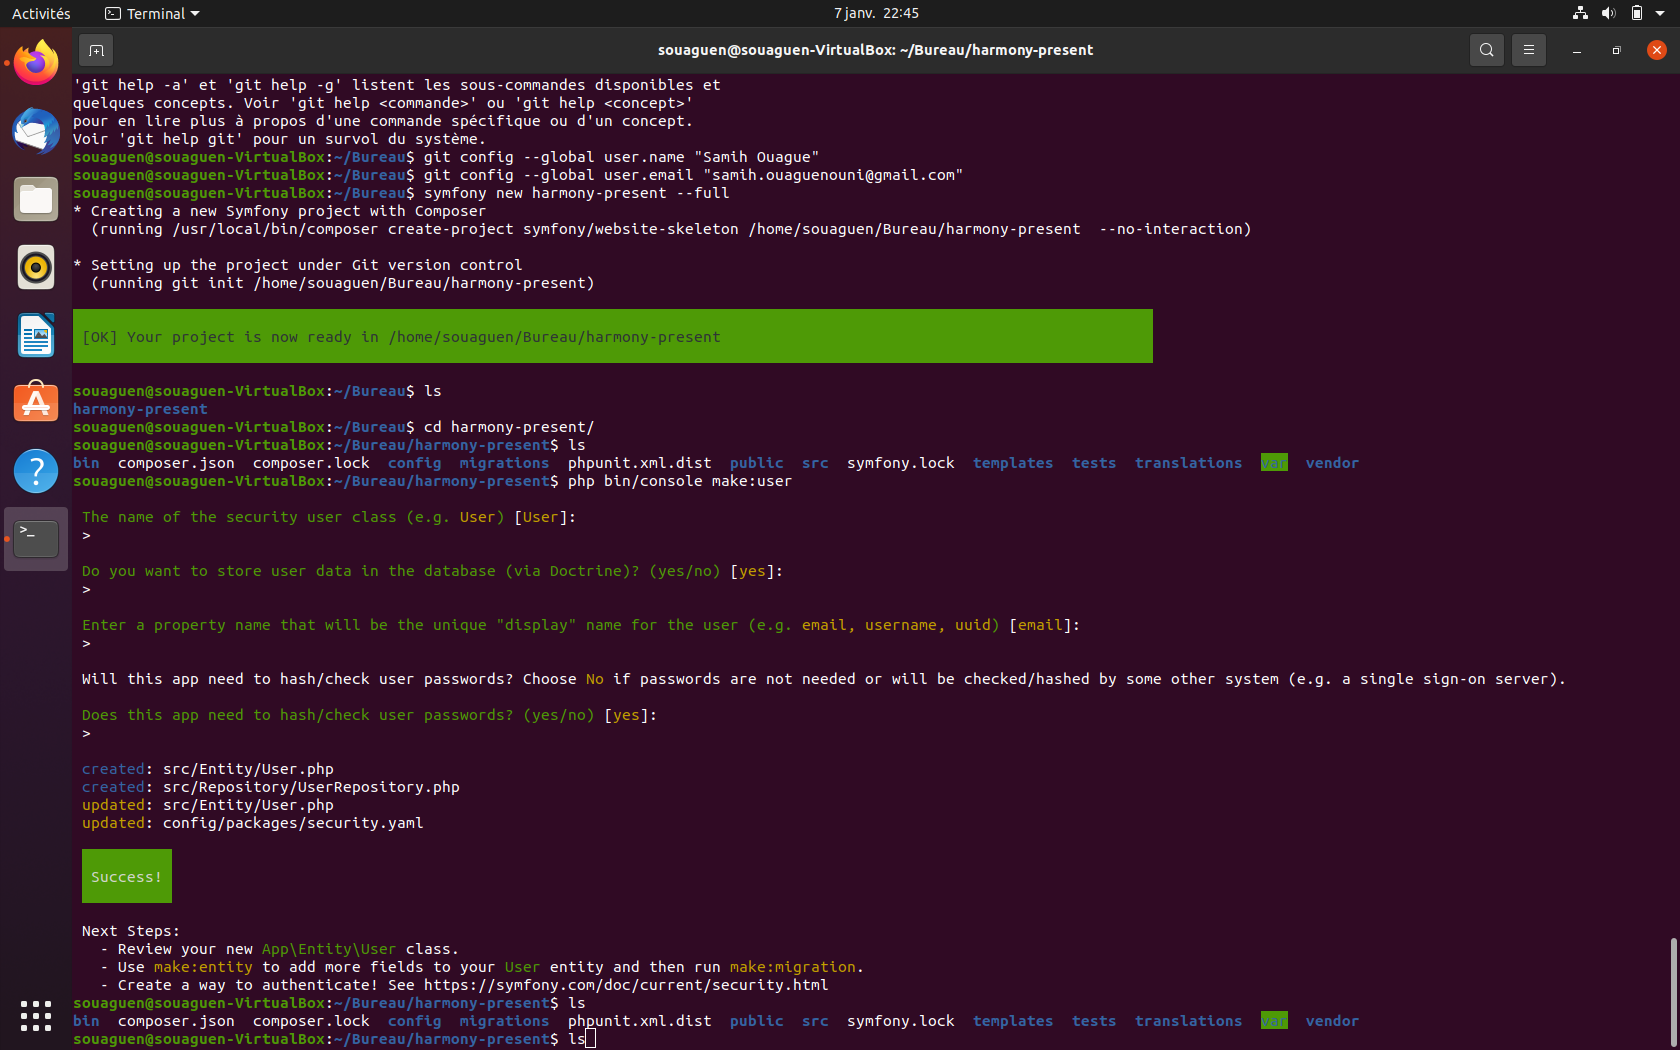 Activités
Terminal
7 janv. 22:45
souaguen@souaguen-VirtualBox: ~/Bureau/harmony-present
'git help -a' et 'git help -g' listent les sous-commandes disponibles et
quelques concepts. Voir 'git help <commande>' ou 'git help <concept>'
pour en lire plus à propos d'une commande spécifique ou d'un concept.
Voir 'git help git' pour un survol du système.
souaguen@souaguen-VirtualBox:~/Bureau$ git config --global user.name "Samih Ouague"
souaguen@souaguen-VirtualBox:~/Bureau$ git config --global user.email "samih.ouaguenouni@gmail.com"
souaguen@souaguen-VirtualBox:~/Bureau$ symfony new harmony-present --full
* Creating a new Symfony project with Composer
(running /usr/local/bin/composer create-project symfony/website-skeleton /home/souaguen/Bureau/harmony-present  --no-interaction)
* Setting up the project under Git version control
(running git init /home/souaguen/Bureau/harmony-present)
[OK] Your project is now ready in /home/souaguen/Bureau/harmony-present
souaguen@souaguen-VirtualBox:~/Bureau$ ls
harmony-present
souaguen@souaguen-VirtualBox:~/Bureau$ cd harmony-present/
souaguen@souaguen-VirtualBox:~/Bureau/harmony-present$ ls
bin  composer.json  composer.lock  config  migrations  phpunit.xml.dist  public  src  symfony.lock  templates  tests  translations  var  vendor
souaguen@souaguen-VirtualBox:~/Bureau/harmony-present$ php bin/console make:user
The name of the security user class (e.g. User) [User]:
>
Do you want to store user data in the database (via Doctrine)? (yes/no) [yes]:
>
Enter a property name that will be the unique "display" name for the user (e.g. email, username, uuid) [email]:
>
Will this app need to hash/check user passwords? Choose No if passwords are not needed or will be checked/hashed by some other system (e.g. a single sign-on server).
Does this app need to hash/check user passwords? (yes/no) [yes]:
>
created: src/Entity/User.php
created: src/Repository/UserRepository.php
updated: src/Entity/User.php
updated: config/packages/security.yaml
Success!
Next Steps:
- Review your new App\Entity\User class.
- Use make:entity to add more fields to your User entity and then run make:migration.
- Create a way to authenticate! See https://symfony.com/doc/current/security.html
souaguen@souaguen-VirtualBox:~/Bureau/harmony-present$ ls
bin  composer.json  composer.lock  config  migrations  phpunit.xml.dist  public  src  symfony.lock  templates  tests  translations  var  vendor
souaguen@souaguen-VirtualBox:~/Bureau/harmony-present$ ls